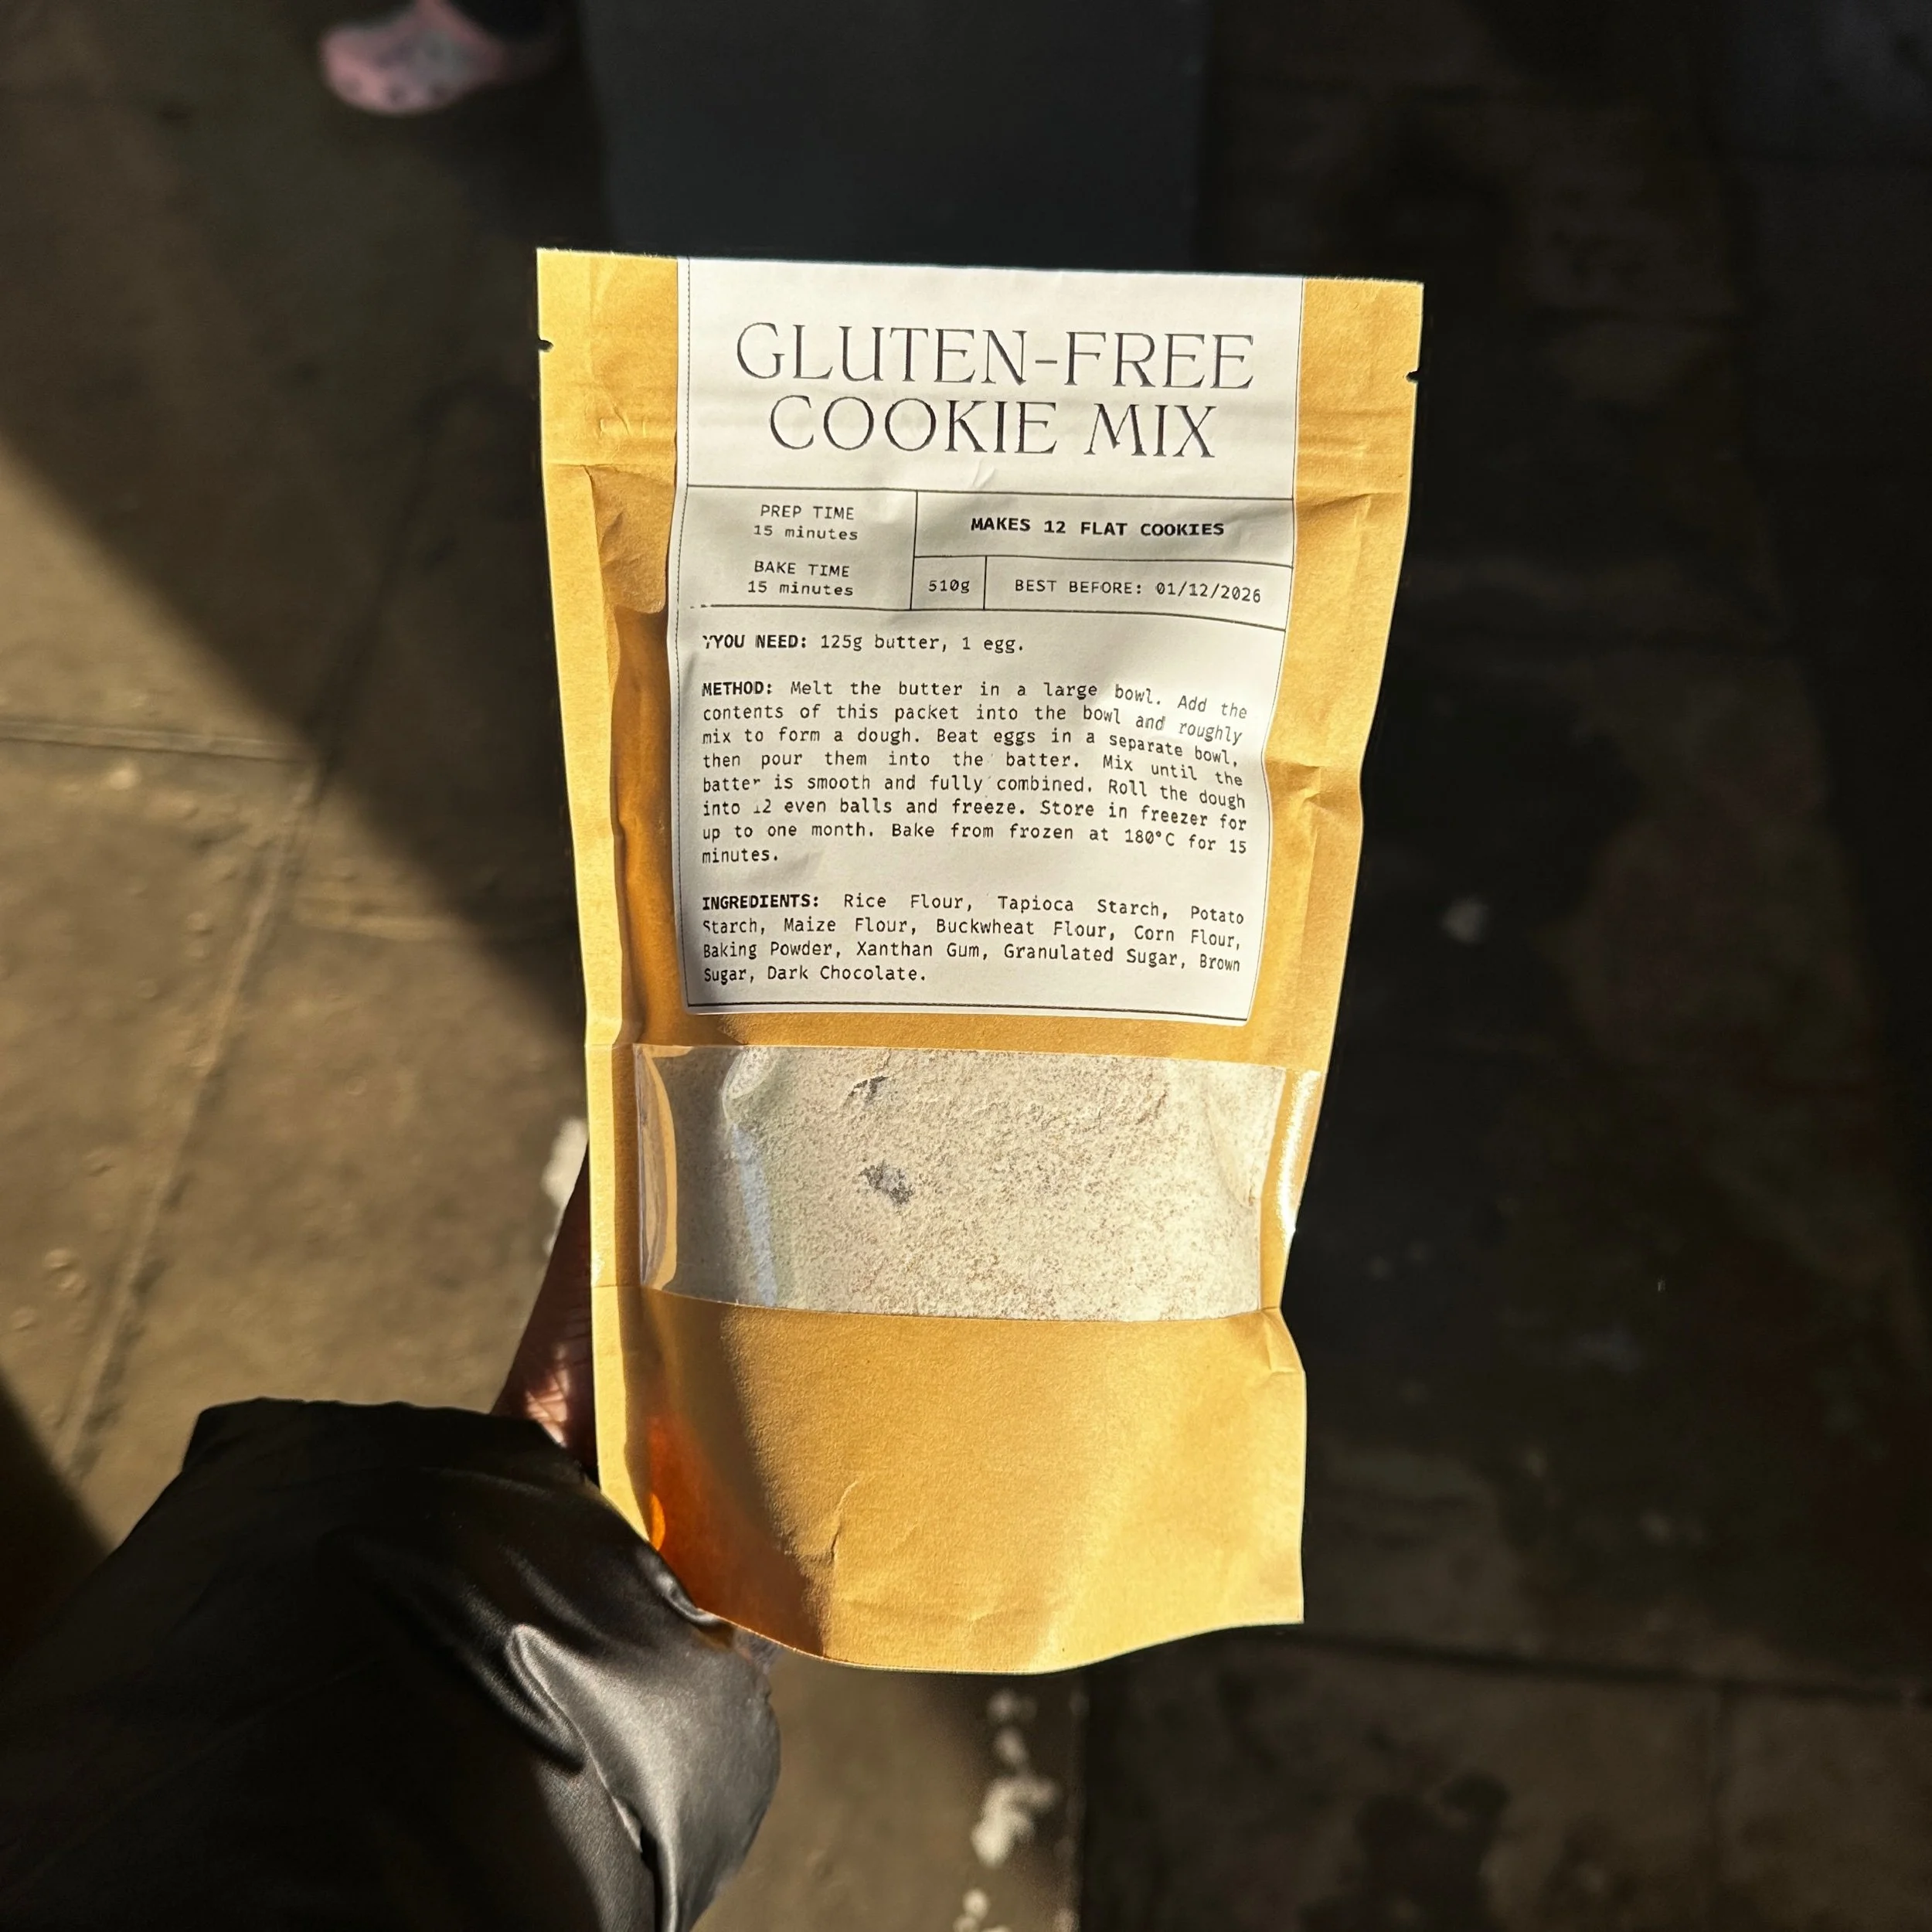 GLUTEN-FREE
COOKIE MIX
PREP TIME
15 minutes
BAKE TIME
15 minutes
MAKES 12 FLAT COOKIES
510g
BEST BEFORE: 01/12/2026
YYOU NEED: 125g butter, 1 egg.
METHOD: Melt the butter in a large bowl. Add the
contents of this packet into the bowl and roughly
mix to form a dough. Beat eggs in a separate bowl,
then pour them into the batter. Mix until the
batter is smooth and fully combined. Roll the dough
into 12 even balls and freeze. Store in freezer for
up to one month. Bake from frozen at 180°C for 15
minutes.
INGREDIENTS: Rice Flour, Tapioca Starch, Potato
Starch, Maize Flour, Buckwheat Flour, Corn Flour,
Baking Powder, Xanthan Gum, Granulated Sugar, Brown
Sugar, Dark Chocolate.